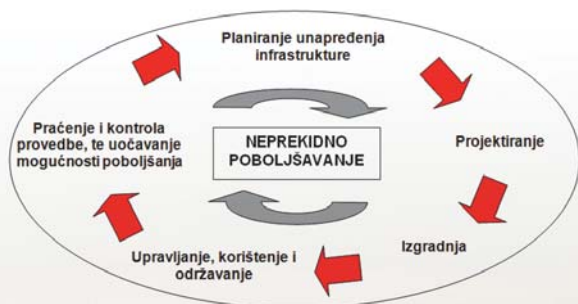 Planiranje unapređenja
infrastrukture
Projektiranje
Izgradnja
Upravljanje, korištenje i
održavanje
Praćenje i kontrola
provedbe, te uočavanje
mogućnosti poboljšanja
NEPREKIDNO
POBOLJŠAVANJE